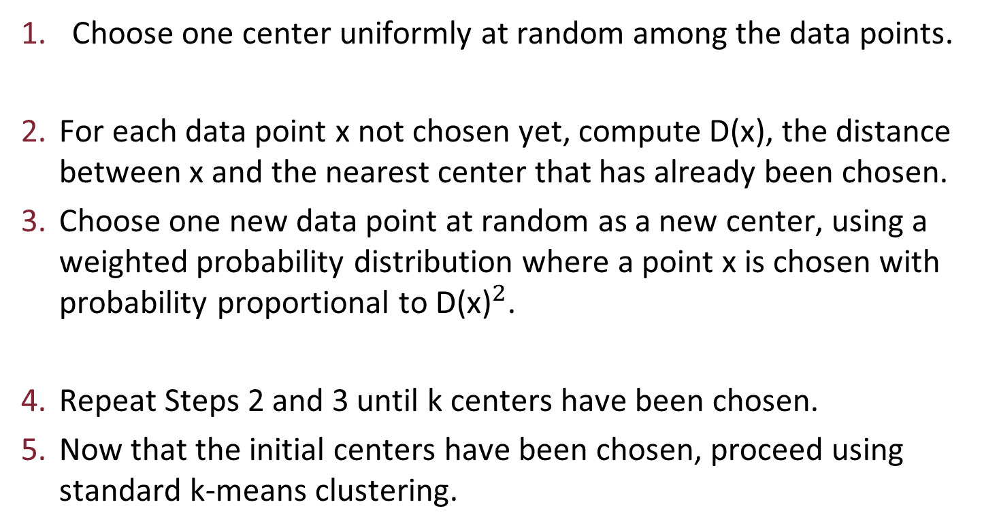 1. Choose one center uniformly at random among the data points.
2. For each data point x not chosen yet, compute D(x), the distance
between x and the nearest center that has already been chosen.
3. Choose one new data point at random as a new center, using a
weighted probability distribution where a point x is chosen with
probability proportional to D(x)².
4. Repeat Steps 2 and 3 until k centers have been chosen.
5. Now that the initial centers have been chosen, proceed using
standard k-means clustering.